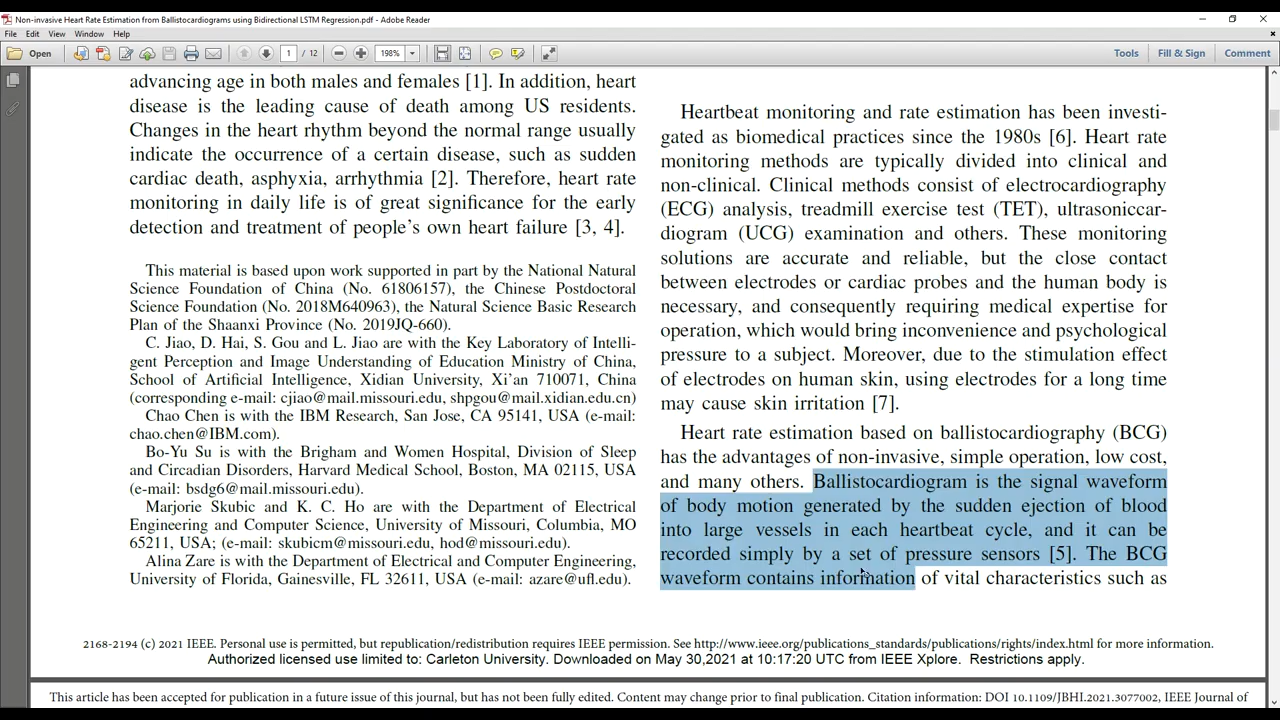 Non-invasive Heart Rate Estimation from Ballistocardiograms using Bidirectional LSTM Regression.pdf - Adobe Reader
File Edit View Window Help
Open 1 / 12 198% Tools Fill & Sign Comment
advancing age in both males and females [1]. In addition, heart
disease is the leading cause of death among US residents.
Changes in the heart rhythm beyond the normal range usually
indicate the occurrence of a certain disease, such as sudden
cardiac death, asphyxia, arrhythmia [2]. Therefore, heart rate
monitoring in daily life is of great significance for the early
detection and treatment of people's own heart failure [3, 4].
This material is based upon work supported in part by the National Natural
Science Foundation of China (No. 61806157), the Chinese Postdoctoral
Science Foundation (No. 2018M640963), the Natural Science Basic Research
Plan of the Shaanxi Province (No. 2019JQ-660).
C. Jiao, D. Hai, S. Gou and L. Jiao are with the Key Laboratory of Intelli-
gent Perception and Image Understanding of Education Ministry of China,
School of Artificial Intelligence, Xidian University, Xi'an 710071, China
(corresponding e-mail: cjiao@mail.missouri.edu, shpgou@mail.xidian.edu.cn)
Chao Chen is with the IBM Research, San Jose, CA 95141, USA (e-mail:
chao.chen@IBM.com).
Bo-Yu Su is with the Brigham and Women Hospital, Division of Sleep
and Circadian Disorders, Harvard Medical School, Boston, MA 02115, USA
(e-mail: bsdg6@mail.missouri.edu).
Marjorie Skubic and K. C. Ho are with the Department of Electrical
Engineering and Computer Science, University of Missouri, Columbia, MO
65211, USA; (e-mail: skubicm@missouri.edu, hod@missouri.edu).
Alina Zare is with the Department of Electrical and Computer Engineering,
University of Florida, Gainesville, FL 32611, USA (e-mail: azare@ufl.edu).
Heartbeat monitoring and rate estimation has been investi-
gated as biomedical practices since the 1980s [6]. Heart rate
monitoring methods are typically divided into clinical and
non-clinical. Clinical methods consist of electrocardiography
(ECG) analysis, treadmill exercise test (TET), ultrasoniccar-
diogram (UCG) examination and others. These monitoring
solutions are accurate and reliable, but the close contact
between electrodes or cardiac probes and the human body is
necessary, and consequently requiring medical expertise for
operation, which would bring inconvenience and psychological
pressure to a subject. Moreover, due to the stimulation effect
of electrodes on human skin, using electrodes for a long time
may cause skin irritation [7].
Heart rate estimation based on ballistocardiography (BCG)
has the advantages of non-invasive, simple operation, low cost,
and many others. Ballistocardiogram is the signal waveform
of body motion generated by the sudden ejection of blood
into large vessels in each heartbeat cycle, and it can be
recorded simply by a set of pressure sensors [5]. The BCG
waveform contains information of vital characteristics such as
2168-2194 (c) 2021 IEEE. Personal use is permitted, but republication/redistribution requires IEEE permission. See http://www.ieee.org/publications_standards/publications/rights/index.html for more information.
Authorized licensed use limited to: Carleton University. Downloaded on May 30,2021 at 10:17:20 UTC from IEEE Xplore. Restrictions apply.
This article has been accepted for publication in a future issue of this journal, but has not been fully edited. Content may change prior to final publication. Citation information: DOI 10.1109/JBHI.2021.3077002, IEEE Journal of